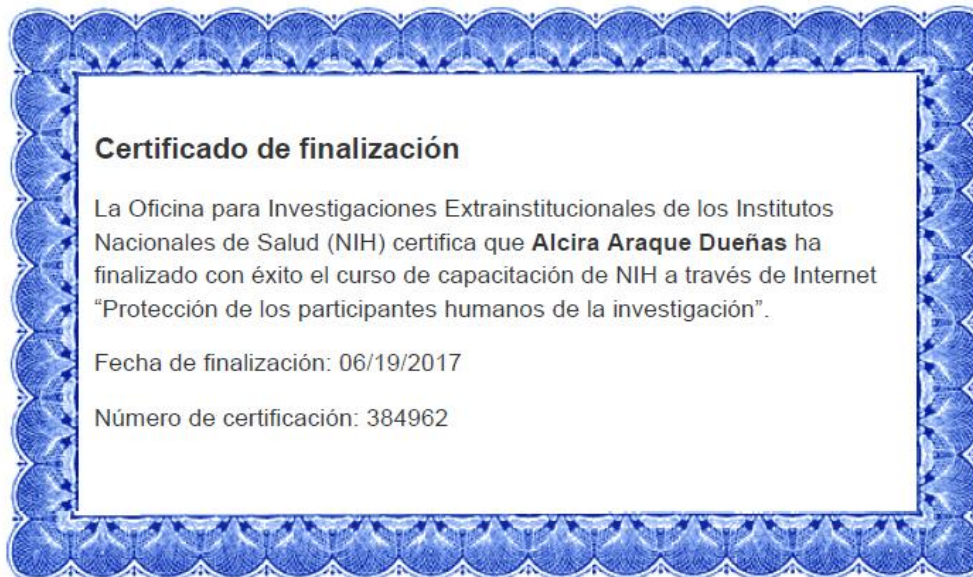 Certificado de finalización
La Oficina para Investigaciones Extrainstitucionales de los Institutos
Nacionales de Salud (NIH) certifica que Alcira Araque Dueñas ha
finalizado con éxito el curso de capacitación de NIH a través de Internet
“Protección de los participantes humanos de la investigación”.
Fecha de finalización: 06/19/2017
Número de certificación: 384962